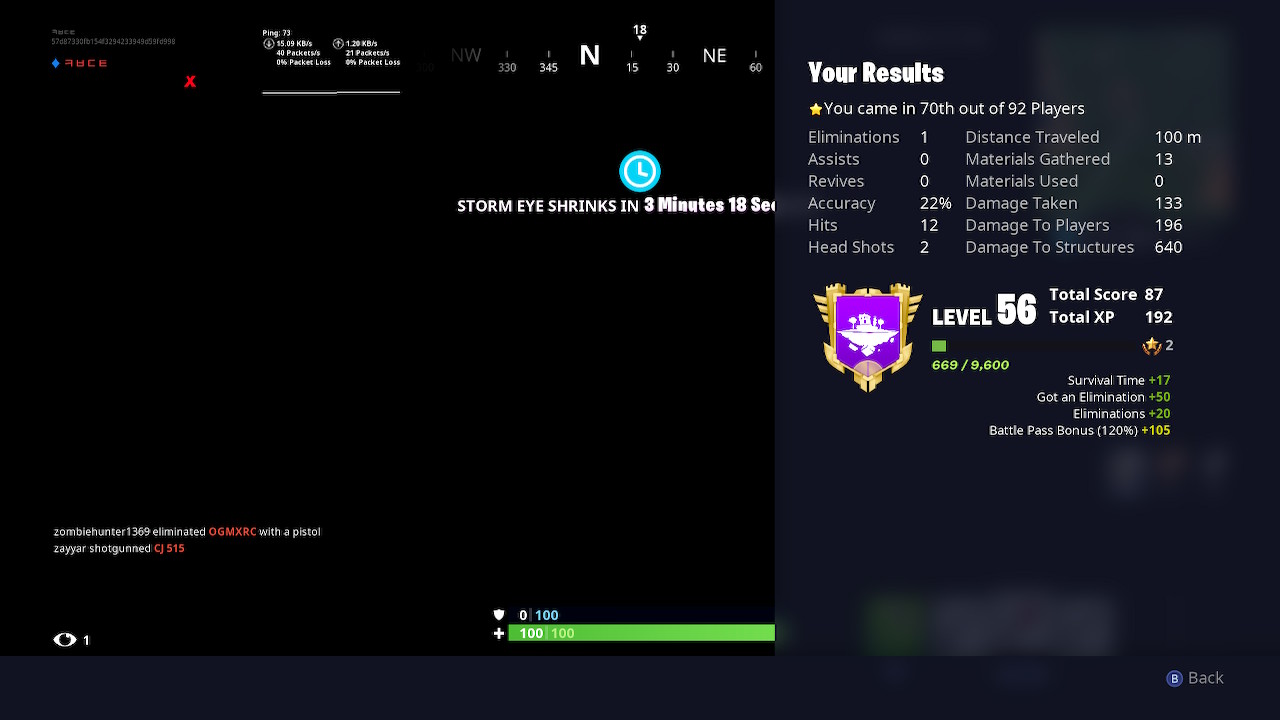 57d87330fb154f3294233949d59fd998
Ping: 73
15.09 KB/s 1.20 KB/s
40 Packets/s 21 Packets/s
0% Packet Loss 0% Packet Loss
X
18
NW N NE
330 345 15 30 60
STORM EYE SHRINKS IN 3 Minutes 18 Sec
Your Results
You came in 70th out of 92 Players
Eliminations 1 Distance Traveled 100 m
Assists 0 Materials Gathered 13
Revives 0 Materials Used 0
Accuracy 22% Damage Taken 133
Hits 12 Damage To Players 196
Head Shots 2 Damage To Structures 640
LEVEL 56
Total Score 87
Total XP 192
2
669 / 9,600
Survival Time +17
Got an Elimination +50
Eliminations +20
Battle Pass Bonus (120%) +105
zombiehunter1369 eliminated OGMXRC with a pistol
zayyar shotgunned CJ 515
0 | 100
100 | 100
1
B Back